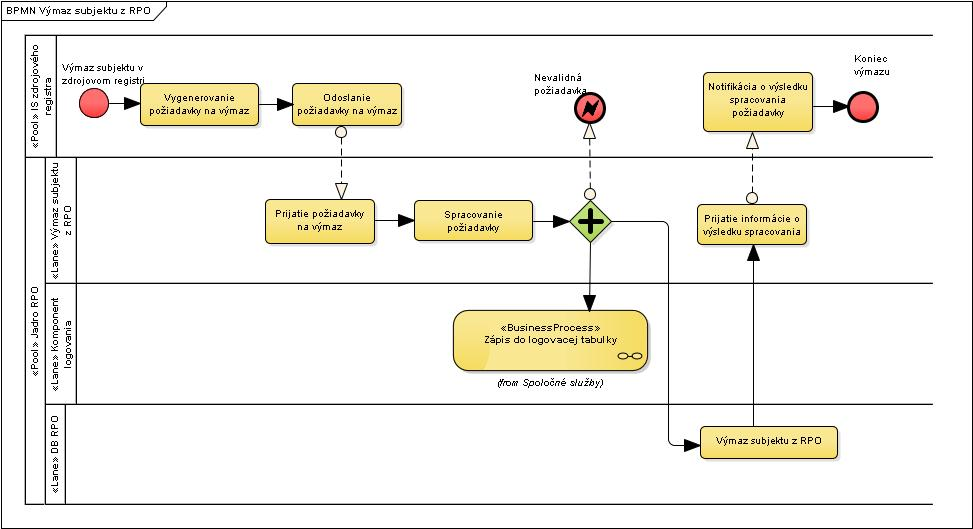 BPMN Výmaz subjektu z RPO
«Pool» IS zdrojového
registra
Výmaz subjektu v
zdrojovom registri
Vygenerovanie
požiadavky na výmaz
Odoslanie
požiadavky na výmaz
Nevalidná
požiadavka
Notifikácia o výsledku
spracovania
požiadavky
Koniec
výmazu
«Pool» Jadro RPO
«Lane» Výmaz subjektu
z RPO
Prijatie požiadavky
na výmaz
Spracovanie
požiadavky
Prijatie informácie o
výsledku spracovania
«Lane» Komponent
logovania
«BusinessProcess»
Zápis do logovacej tabulky
(from Spoločné služby)
«Lane» DB RPO
Výmaz subjektu z RPO